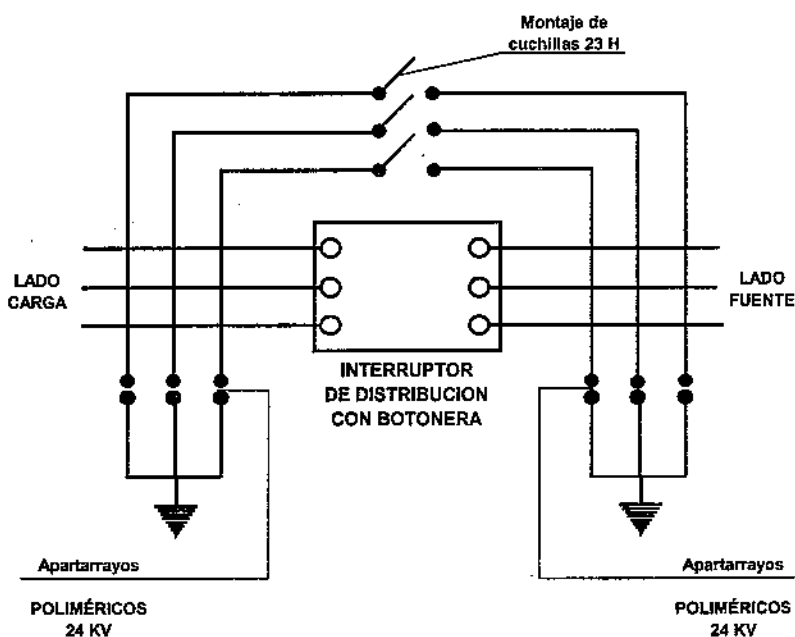 Montaje de
cuchillas 23 H
LADO
CARGA
LADO
FUENTE
INTERRUPTOR
DE DISTRIBUCION
CON BOTONERA
Apartarrayos
POLIMÉRICOS
24 KV
Apartarrayos
POLIMÉRICOS
24 KV